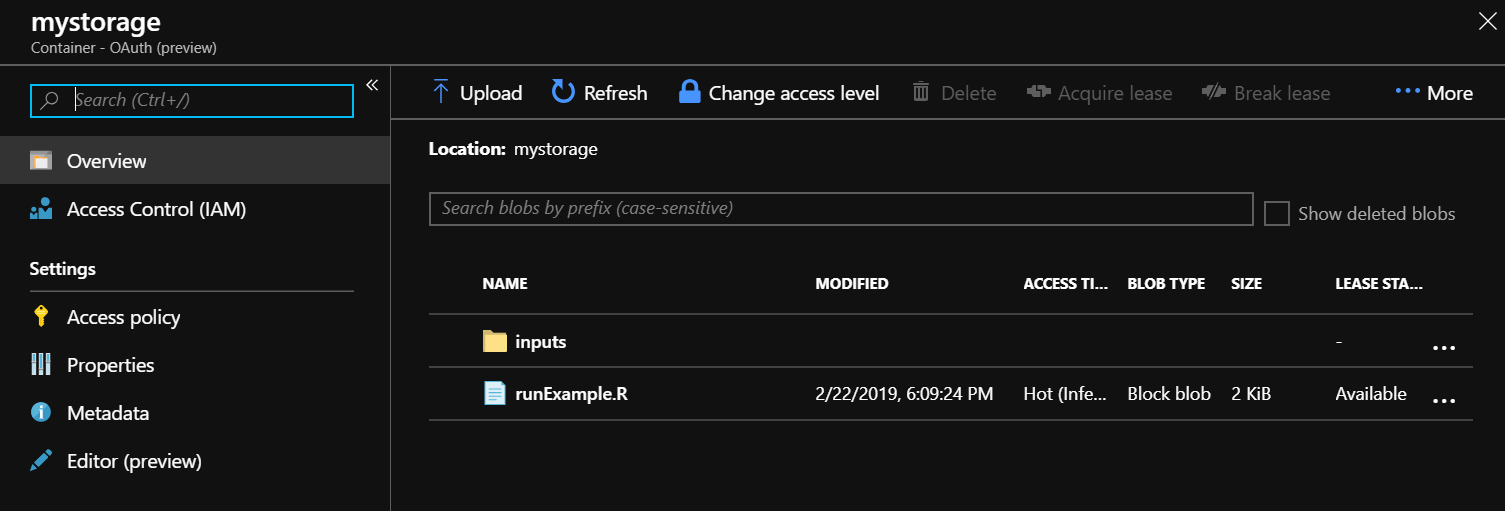 mystorage
Container - OAuth (preview)
Search (Ctrl+/)
«
Overview
Access Control (IAM)
Settings
Access policy
Properties
Metadata
Editor (preview)
Upload Refresh Change access level Delete Acquire lease Break lease ··· More
Location: mystorage
Search blobs by prefix (case-sensitive)
Show deleted blobs
NAME MODIFIED ACCESS TI... BLOB TYPE SIZE LEASE STA...
inputs - ...
runExample.R 2/22/2019, 6:09:24 PM Hot (Infe... Block blob 2 KiB Available ...